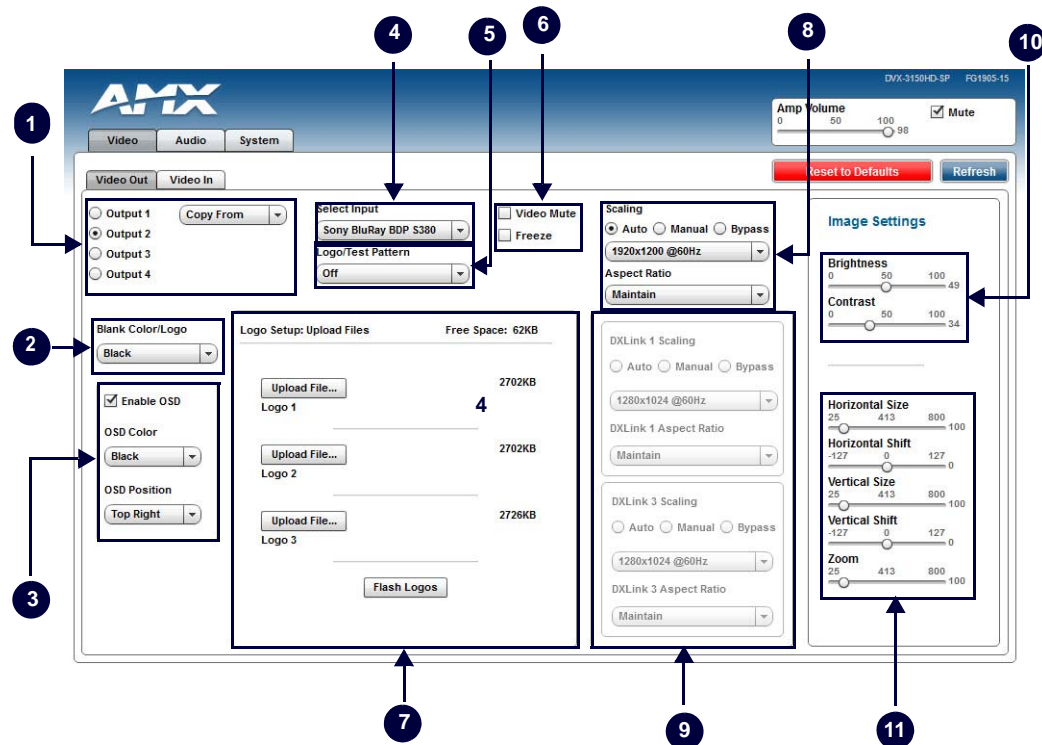 4
5
6
8
10
1
AMX
DVX-3150HD-SP FG1905-15
Amp Volume
0 50 100
98
Mute
Video Audio System
Reset to Defaults Refresh
Video Out Video In
Output 1
Output 2
Output 3
Output 4
Copy From
Select Input
Sony BluRay BDP S380
Logo/Test Pattern
Off
Video Mute
Freeze
Scaling
Auto Manual Bypass
1920x1200 @60Hz
Aspect Ratio
Maintain
Image Settings
Brightness
0 50 100
49
Contrast
0 50 100
34
2
Blank Color/Logo
Black
3
Enable OSD
OSD Color
Black
OSD Position
Top Right
Logo Setup: Upload Files Free Space: 62KB
Upload File... 2702KB
Logo 1
4
Upload File... 2702KB
Logo 2
Upload File... 2726KB
Logo 3
Flash Logos
DXLink 1 Scaling
Auto Manual Bypass
1280x1024 @60Hz
DXLink 1 Aspect Ratio
Maintain
DXLink 3 Scaling
Auto Manual Bypass
1280x1024 @60Hz
DXLink 3 Aspect Ratio
Maintain
Horizontal Size
25 413 800
100
Horizontal Shift
-127 0 127
0
Vertical Size
25 413 800
100
Vertical Shift
-127 0 127
0
Zoom
25 413 800
100
7
9
11